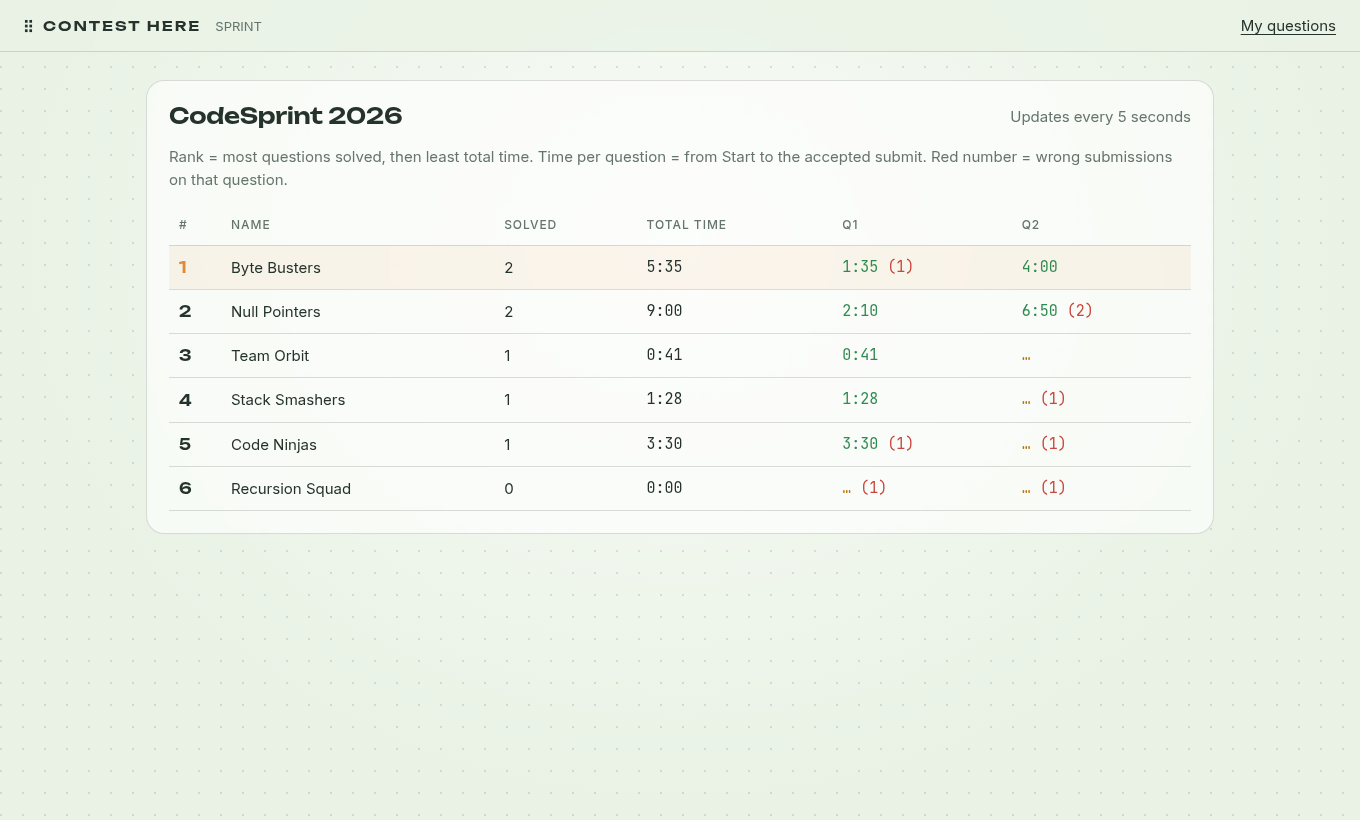 CONTEST HERE SPRINT My questions
CodeSprint 2026 Updates every 5 seconds
Rank = most questions solved, then least total time. Time per question = from Start to the accepted submit. Red number = wrong submissions
on that question.
# NAME SOLVED TOTAL TIME Q1 Q2
1 Byte Busters 2 5:35 1:35 (1) 4:00
2 Null Pointers 2 9:00 2:10 6:50 (2)
3 Team Orbit 1 0:41 0:41 …
4 Stack Smashers 1 1:28 1:28 … (1)
5 Code Ninjas 1 3:30 3:30 (1) … (1)
6 Recursion Squad 0 0:00 … (1) … (1)